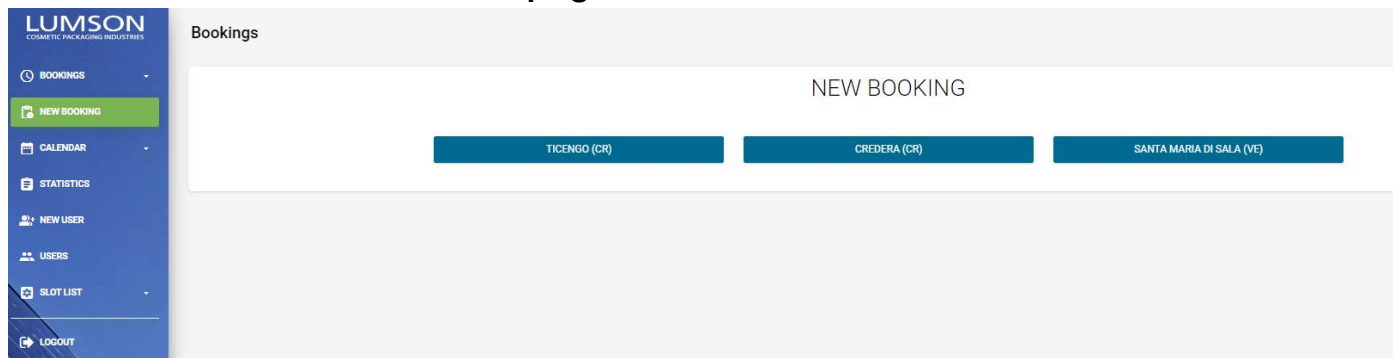 LUMSON
COSMETIC PACKAGING INDUSTRIES
BOOKINGS
NEW BOOKING
CALENDAR
STATISTICS
NEW USER
USERS
SLOT LIST
LOGOUT
Bookings
NEW BOOKING
TICENGO (CR)
CREDERA (CR)
SANTA MARIA DI SALA (VE)